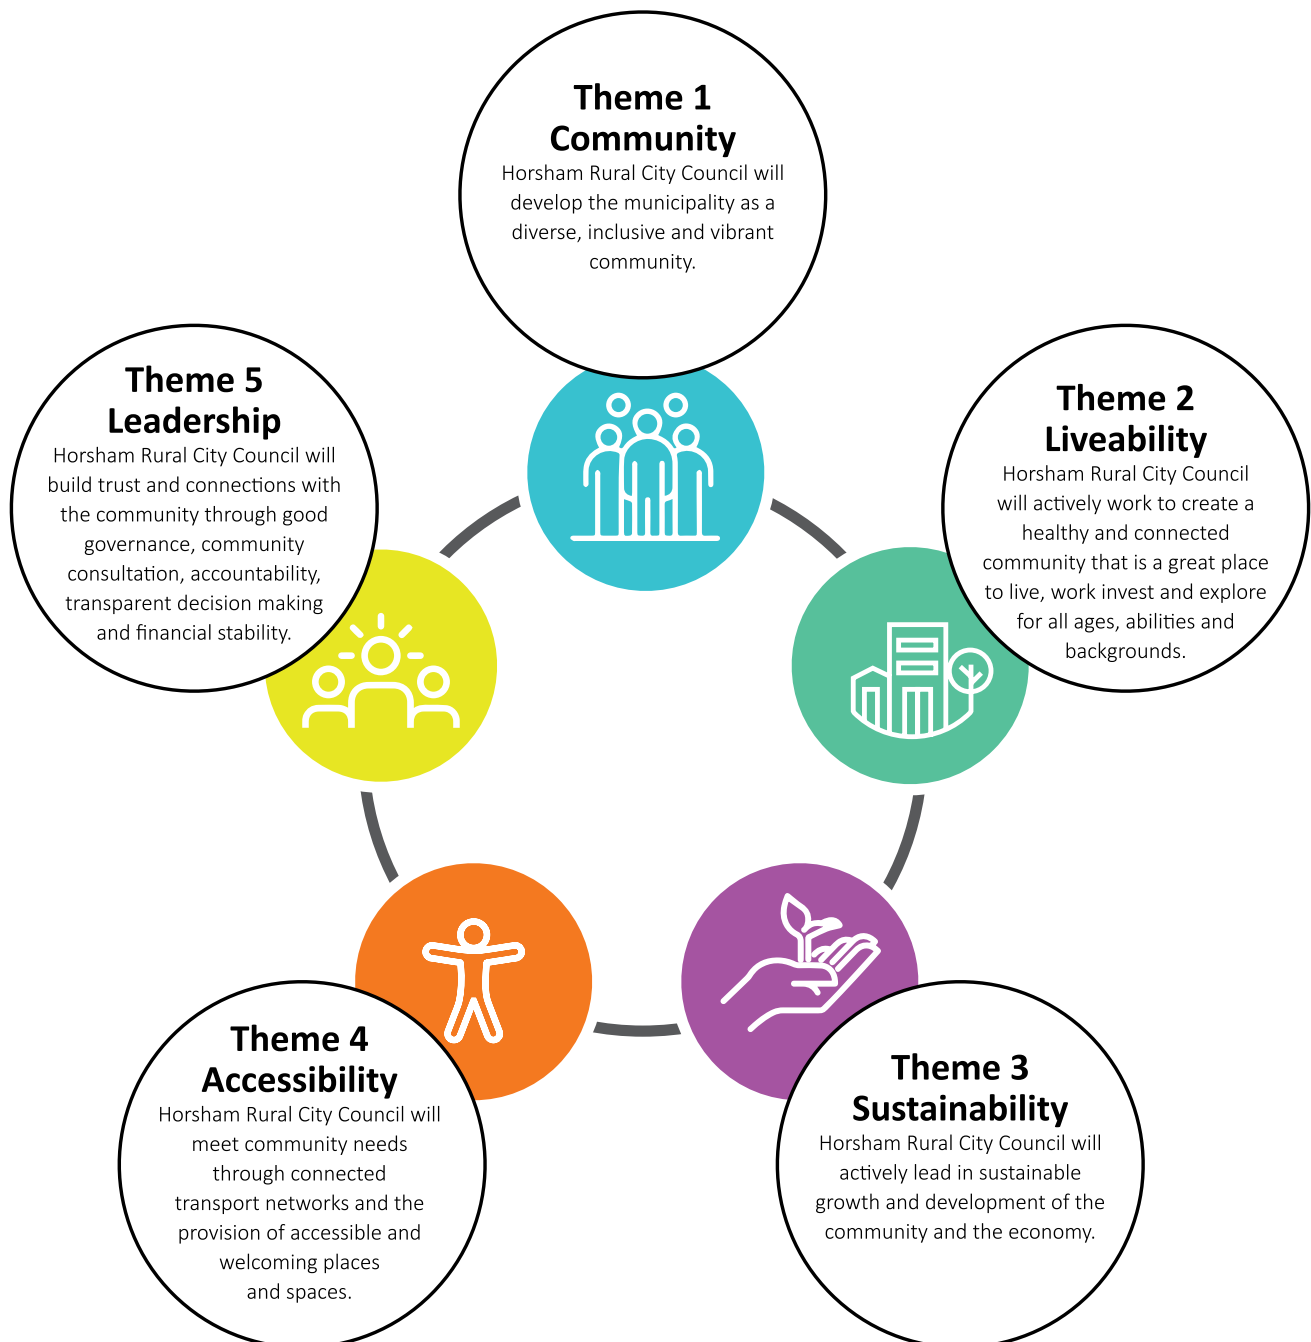 Theme 1
Community
Horsham Rural City Council will
develop the municipality as a
diverse, inclusive and vibrant
community.
Theme 2
Liveability
Horsham Rural City Council
will actively work to create a
healthy and connected
community that is a great place
to live, work invest and explore
for all ages, abilities and
backgrounds.
Theme 3
Sustainability
Horsham Rural City Council will
actively lead in sustainable
growth and development of the
community and the economy.
Theme 4
Accessibility
Horsham Rural City Council will
meet community needs
through connected
transport networks and the
provision of accessible and
welcoming places
and spaces.
Theme 5
Leadership
Horsham Rural City Council will
build trust and connections with
the community through good
governance, community
consultation, accountability,
transparent decision making
and financial stability.